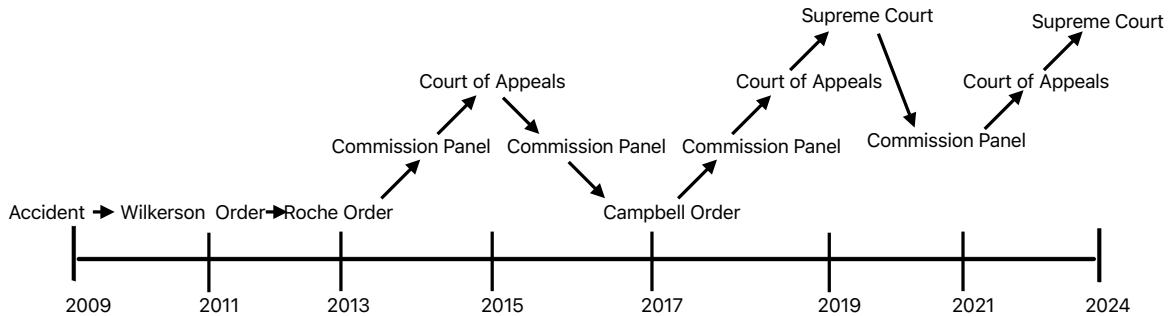 Supreme Court
Supreme Court
Court of Appeals
Court of Appeals
Court of Appeals
Commission Panel
Commission Panel
Commission Panel
Commission Panel
Accident
Wilkerson Order
Roche Order
Campbell Order
2009
2011
2013
2015
2017
2019
2021
2024